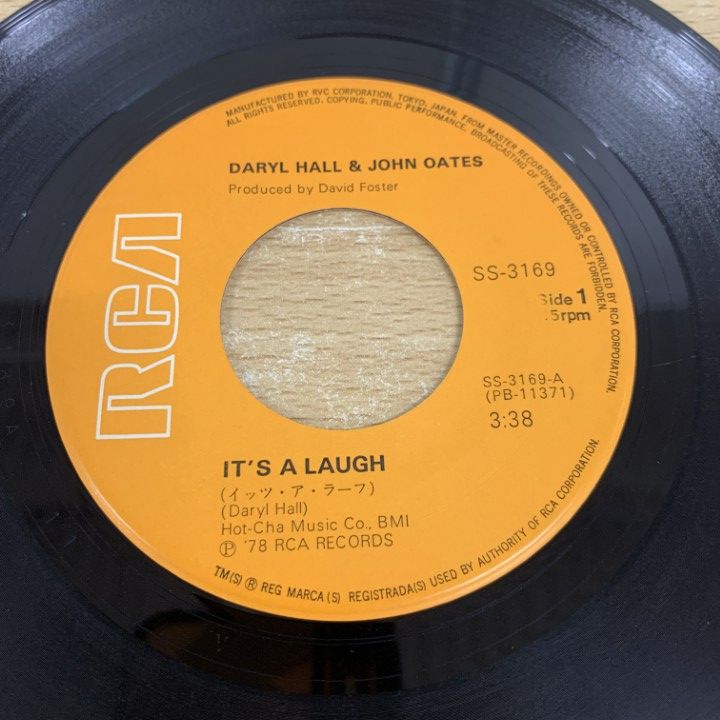 MANUFACTURED BY RVC CORPORATION, TOKYO, JAPAN, FROM MASTER RECORDINGS OWNED OR CONTROLLED BY RCA CORPORATION.
ALL RIGHTS RESERVED. COPYING, PUBLIC PERFORMANCE, BROADCASTING OF THESE RECORDS ARE FORBIDDEN.
DARYL HALL & JOHN OATES
Produced by David Foster
RCA
SS-3169
Side 1
5rpm
SS-3169-A
(PB-11371)
3:38
IT'S A LAUGH
(イッツ・ア・ラーフ)
(Daryl Hall)
Hot-Cha Music Co., BMI
Ⓟ '78 RCA RECORDS
TM(S) ® REG MARCA(S) REGISTRADA(S) USED BY AUTHORITY OF RCA CORPORATION.